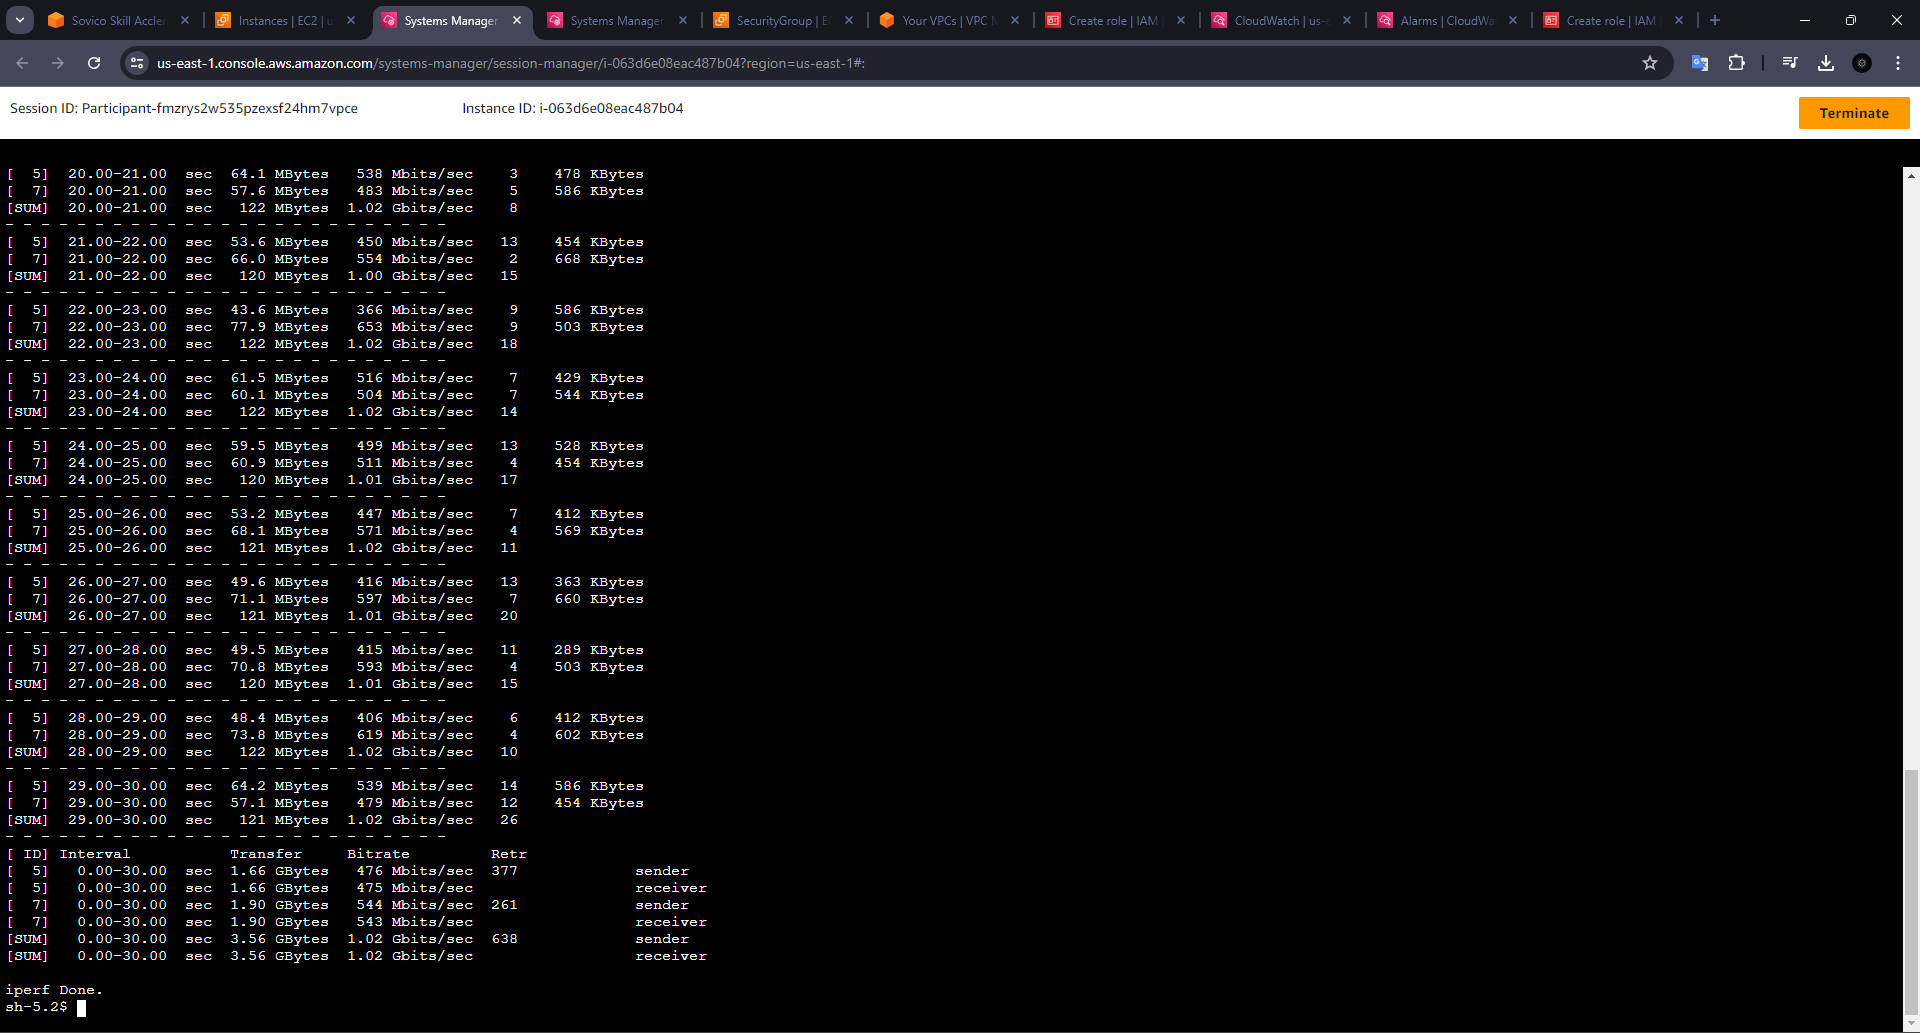 Sovico Skill Accler
Instances | EC2 | u
Systems Manager
Systems Manager
SecurityGroup | E
Your VPCs | VPC M
Create role | IAM
CloudWatch | us-e
Alarms | CloudWa
Create role | IAM
us-east-1.console.aws.amazon.com/systems-manager/session-manager/i-063d6e08eac487b04?region=us-east-1#:
Session ID: Participant-fmzrys2w535pzexsf24hm7vpce Instance ID: i-063d6e08eac487b04 Terminate
[  5]  20.00-21.00  sec  64.1 MBytes   538 Mbits/sec    3    478 KBytes
[  7]  20.00-21.00  sec  57.6 MBytes   483 Mbits/sec    5    586 KBytes
[SUM]  20.00-21.00  sec   122 MBytes  1.02 Gbits/sec    8
- - - - - - - - - - - - - - - - - - - - - - - - -
[  5]  21.00-22.00  sec  53.6 MBytes   450 Mbits/sec   13    454 KBytes
[  7]  21.00-22.00  sec  66.0 MBytes   554 Mbits/sec    2    668 KBytes
[SUM]  21.00-22.00  sec   120 MBytes  1.00 Gbits/sec   15
- - - - - - - - - - - - - - - - - - - - - - - - -
[  5]  22.00-23.00  sec  43.6 MBytes   366 Mbits/sec    9    586 KBytes
[  7]  22.00-23.00  sec  77.9 MBytes   653 Mbits/sec    9    503 KBytes
[SUM]  22.00-23.00  sec   122 MBytes  1.02 Gbits/sec   18
- - - - - - - - - - - - - - - - - - - - - - - - -
[  5]  23.00-24.00  sec  61.5 MBytes   516 Mbits/sec    7    429 KBytes
[  7]  23.00-24.00  sec  60.1 MBytes   504 Mbits/sec    7    544 KBytes
[SUM]  23.00-24.00  sec   122 MBytes  1.02 Gbits/sec   14
- - - - - - - - - - - - - - - - - - - - - - - - -
[  5]  24.00-25.00  sec  59.5 MBytes   499 Mbits/sec   13    528 KBytes
[  7]  24.00-25.00  sec  60.9 MBytes   511 Mbits/sec    4    454 KBytes
[SUM]  24.00-25.00  sec   120 MBytes  1.01 Gbits/sec   17
- - - - - - - - - - - - - - - - - - - - - - - - -
[  5]  25.00-26.00  sec  53.2 MBytes   447 Mbits/sec    7    412 KBytes
[  7]  25.00-26.00  sec  68.1 MBytes   571 Mbits/sec    4    569 KBytes
[SUM]  25.00-26.00  sec   121 MBytes  1.02 Gbits/sec   11
- - - - - - - - - - - - - - - - - - - - - - - - -
[  5]  26.00-27.00  sec  49.6 MBytes   416 Mbits/sec   13    363 KBytes
[  7]  26.00-27.00  sec  71.1 MBytes   597 Mbits/sec    7    660 KBytes
[SUM]  26.00-27.00  sec   121 MBytes  1.01 Gbits/sec   20
- - - - - - - - - - - - - - - - - - - - - - - - -
[  5]  27.00-28.00  sec  49.5 MBytes   415 Mbits/sec   11    289 KBytes
[  7]  27.00-28.00  sec  70.8 MBytes   593 Mbits/sec    4    503 KBytes
[SUM]  27.00-28.00  sec   120 MBytes  1.01 Gbits/sec   15
- - - - - - - - - - - - - - - - - - - - - - - - -
[  5]  28.00-29.00  sec  48.4 MBytes   406 Mbits/sec    6    412 KBytes
[  7]  28.00-29.00  sec  73.8 MBytes   619 Mbits/sec    4    602 KBytes
[SUM]  28.00-29.00  sec   122 MBytes  1.02 Gbits/sec   10
- - - - - - - - - - - - - - - - - - - - - - - - -
[  5]  29.00-30.00  sec  64.2 MBytes   539 Mbits/sec   14    586 KBytes
[  7]  29.00-30.00  sec  57.1 MBytes   479 Mbits/sec   12    454 KBytes
[SUM]  29.00-30.00  sec   121 MBytes  1.02 Gbits/sec   26
- - - - - - - - - - - - - - - - - - - - - - - - -
[ ID] Interval           Transfer     Bitrate         Retr
[  5]   0.00-30.00  sec  1.66 GBytes   476 Mbits/sec  377             sender
[  5]   0.00-30.00  sec  1.66 GBytes   475 Mbits/sec                  receiver
[  7]   0.00-30.00  sec  1.90 GBytes   544 Mbits/sec  261             sender
[  7]   0.00-30.00  sec  1.90 GBytes   543 Mbits/sec                  receiver
[SUM]   0.00-30.00  sec  3.56 GBytes  1.02 Gbits/sec  638             sender
[SUM]   0.00-30.00  sec  3.56 GBytes  1.02 Gbits/sec                  receiver
iperf Done.
sh-5.2$